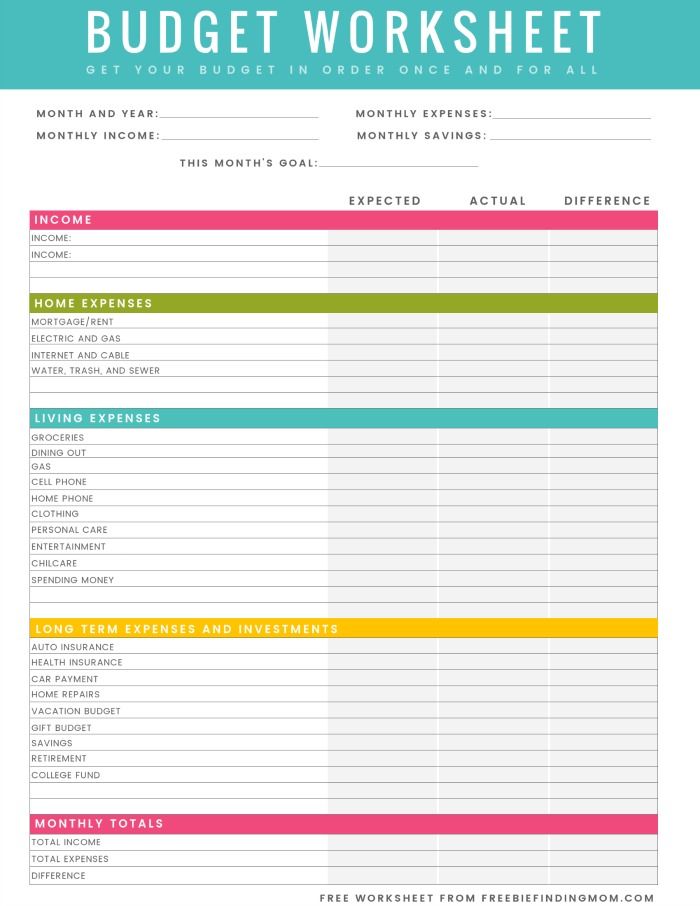 BUDGET WORKSHEET
GET YOUR BUDGET IN ORDER ONCE AND FOR ALL
MONTH AND YEAR: MONTHLY EXPENSES:
MONTHLY INCOME: MONTHLY SAVINGS:
THIS MONTH'S GOAL:
EXPECTED ACTUAL DIFFERENCE
INCOME
INCOME:
INCOME:
HOME EXPENSES
MORTGAGE/RENT
ELECTRIC AND GAS
INTERNET AND CABLE
WATER, TRASH, AND SEWER
LIVING EXPENSES
GROCERIES
DINING OUT
GAS
CELL PHONE
HOME PHONE
CLOTHING
PERSONAL CARE
ENTERTAINMENT
CHILCARE
SPENDING MONEY
LONG TERM EXPENSES AND INVESTMENTS
AUTO INSURANCE
HEALTH INSURANCE
CAR PAYMENT
HOME REPAIRS
VACATION BUDGET
GIFT BUDGET
SAVINGS
RETIREMENT
COLLEGE FUND
MONTHLY TOTALS
TOTAL INCOME
TOTAL EXPENSES
DIFFERENCE
FREE WORKSHEET FROM FREEBIEFINDINGMOM.COM